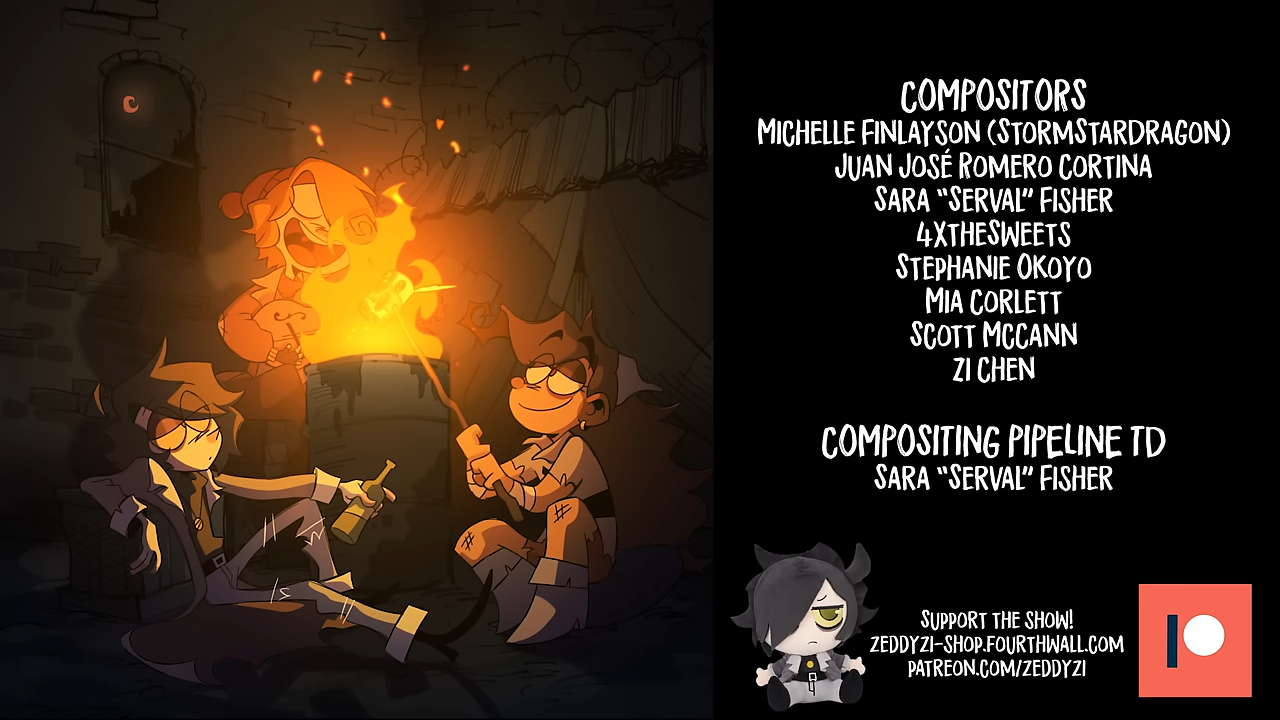 COMPOSITORS
MICHELLE FINLAYSON (STORMSTARDRAGON)
JUAN JOSÉ ROMERO CORTINA
SARA "SERVAL" FISHER
4XTHESWEETS
STEPHANIE OKOYO
MIA CORLETT
SCOTT MCCANN
ZI CHEN
COMPOSITING PIPELINE TD
SARA "SERVAL" FISHER
SUPPORT THE SHOW!
ZEDDYZI-SHOP.FOURTHWALL.COM
PATREON.COM/ZEDDYZI